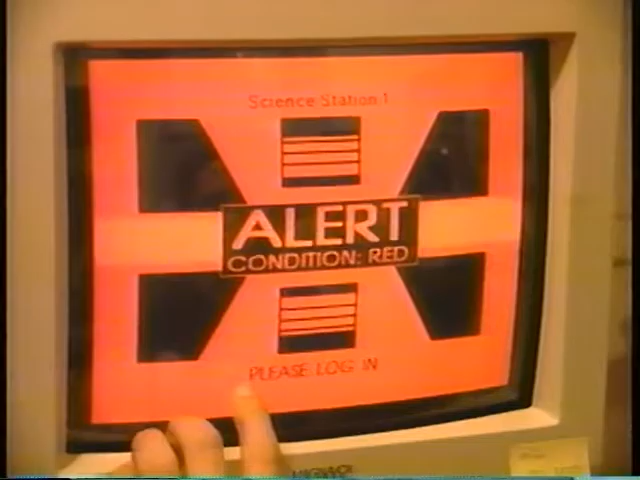 Science Station 1
ALERT
CONDITION: RED
PLEASE LOG IN